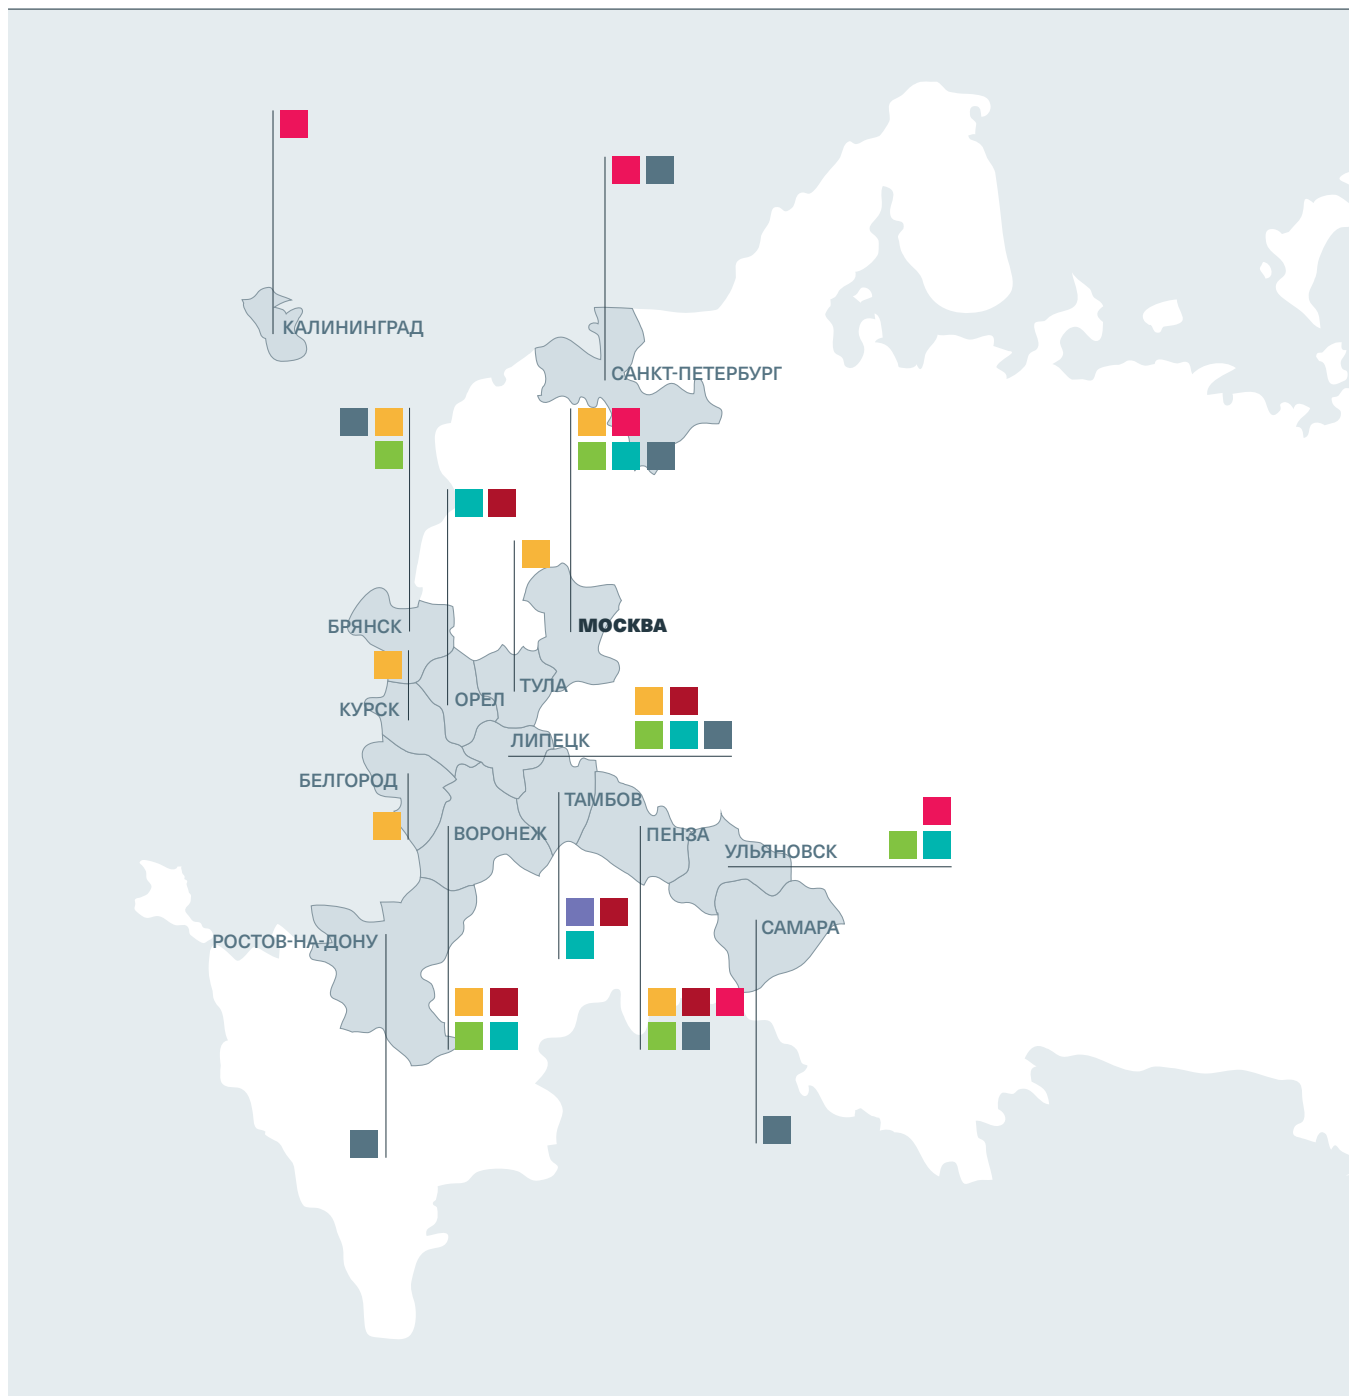 КАЛИНИНГРАД
САНКТ-ПЕТЕРБУРГ
БРЯНСК
МОСКВА
ТУЛА
ОРЕЛ
КУРСК
ЛИПЕЦК
БЕЛГОРОД
ТАМБОВ
ВОРОНЕЖ
ПЕНЗА
УЛЬЯНОВСК
САМАРА
РОСТОВ-НА-ДОНУ